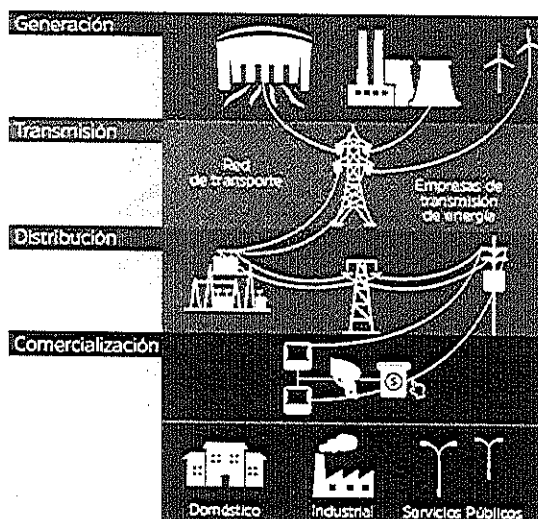 Generación
Transmisión
Red
de transporte
Empresas de
transmisión
de energía
Distribución
Comercialización
$
Doméstico
Industrial
Servicios Públicos